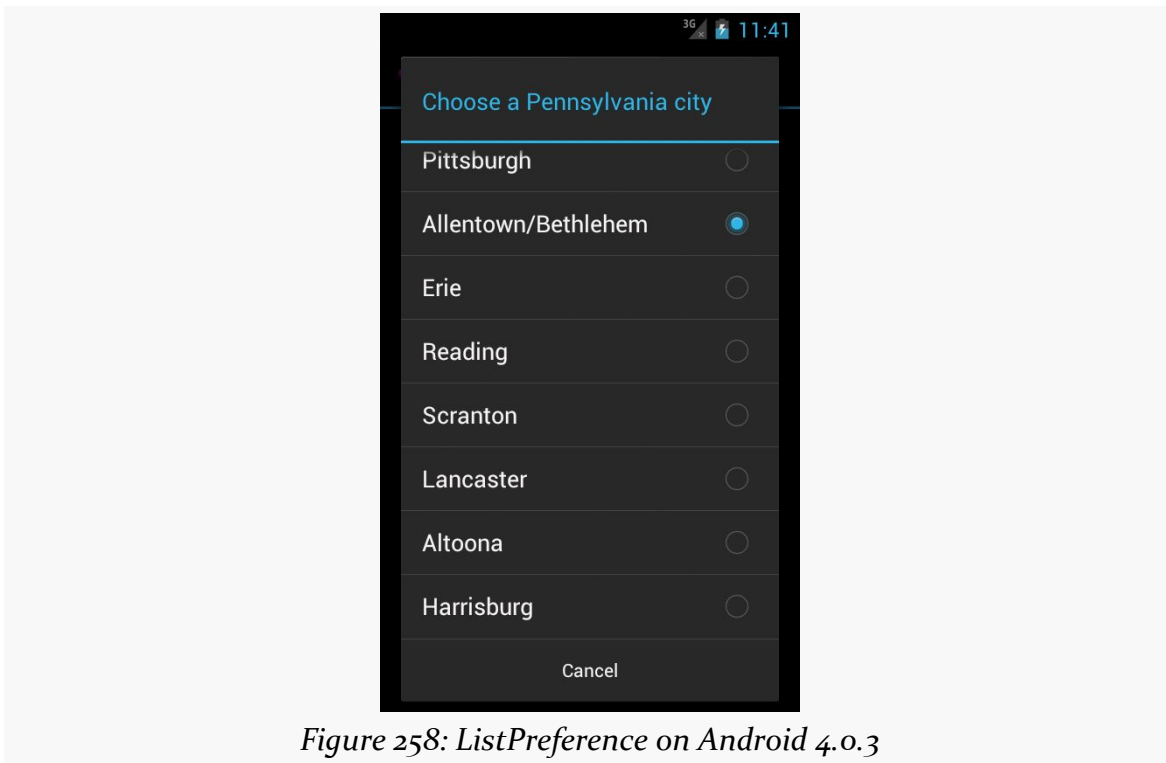 3G 11:41
Choose a Pennsylvania city
Pittsburgh
Allentown/Bethlehem
Erie
Reading
Scranton
Lancaster
Altoona
Harrisburg
Cancel
Figure 258: ListPreference on Android 4.0.3